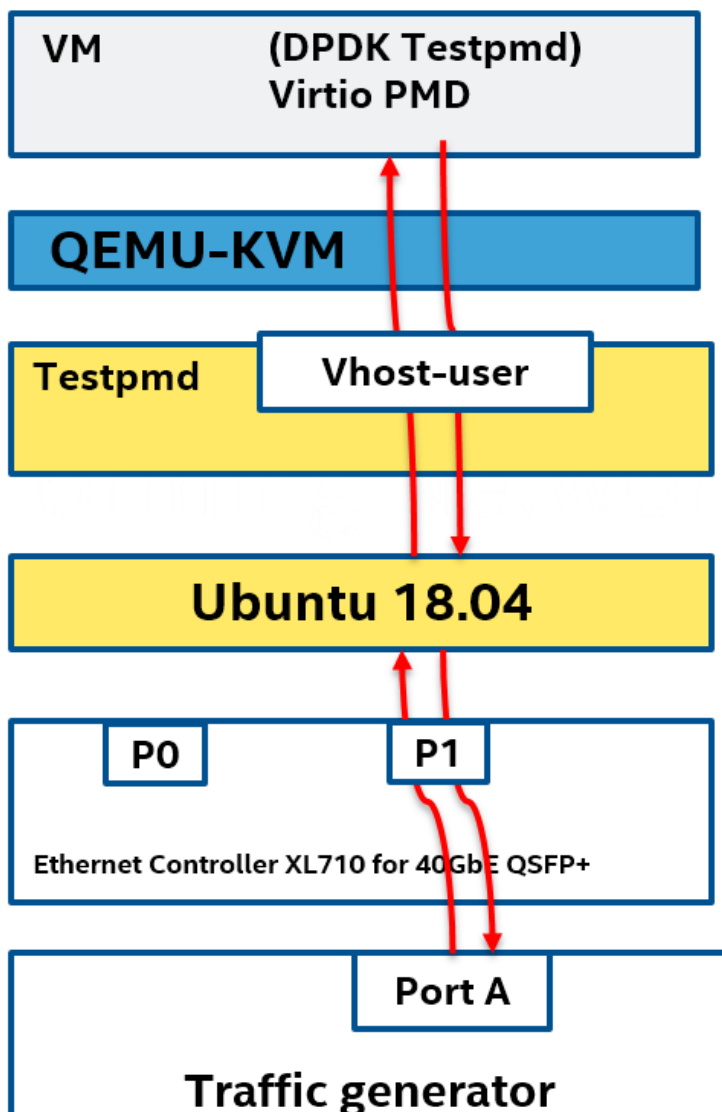 VM (DPDK Testpmd)
Virtio PMD
QEMU-KVM
Vhost-user
Testpmd
Ubuntu 18.04
P0 P1
Ethernet Controller XL710 for 40GbE QSFP+
Port A
Traffic generator